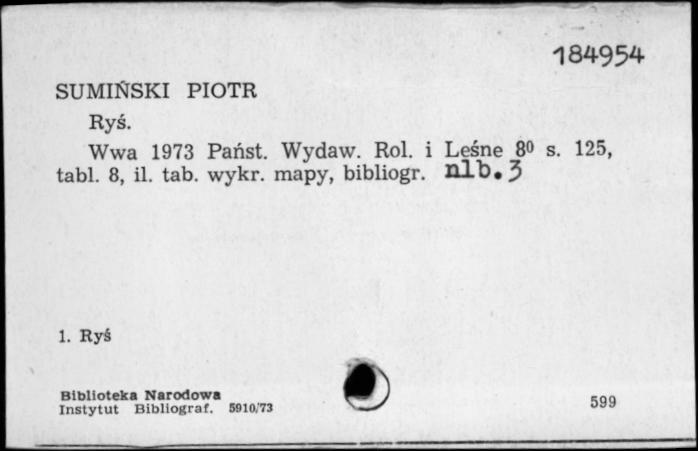 184954
SUMIŃSKI PIOTR
Ryś.
Wwa 1973 Państ. Wydaw. Rol. i Leśne 8⁰ s. 125,
tabl. 8, il. tab. wykr. mapy, bibliogr. nlb. 3
1. Ryś
Biblioteka Narodowa
Instytut Bibliograf. 5910/73
599